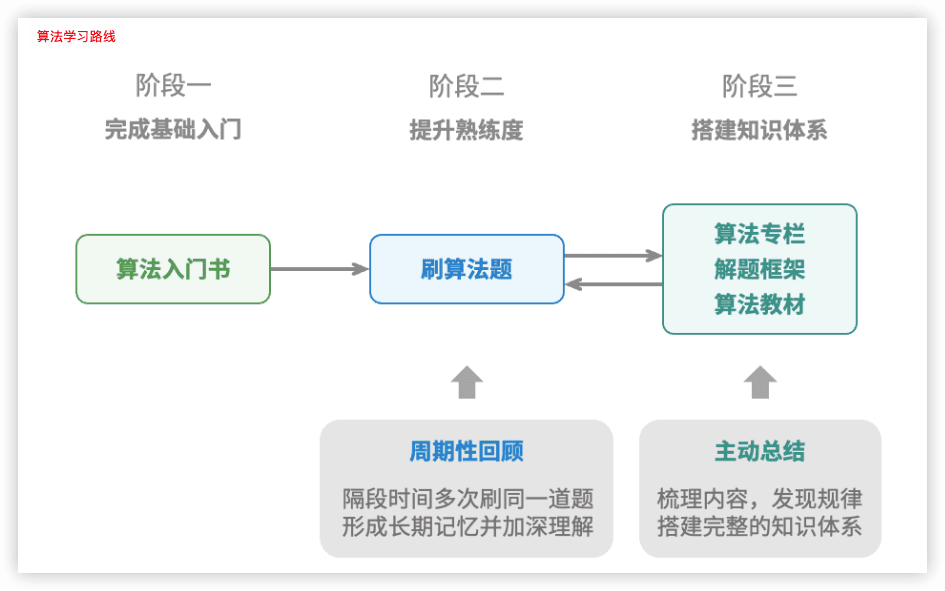 算法学习路线
阶段一
阶段二
阶段三
完成基础入门
提升熟练度
搭建知识体系
算法入门书
刷算法题
算法专栏
解题框架
算法教材
周期性回顾
隔段时间多次刷同一道题
形成长期记忆并加深理解
主动总结
梳理内容，发现规律
搭建完整的知识体系